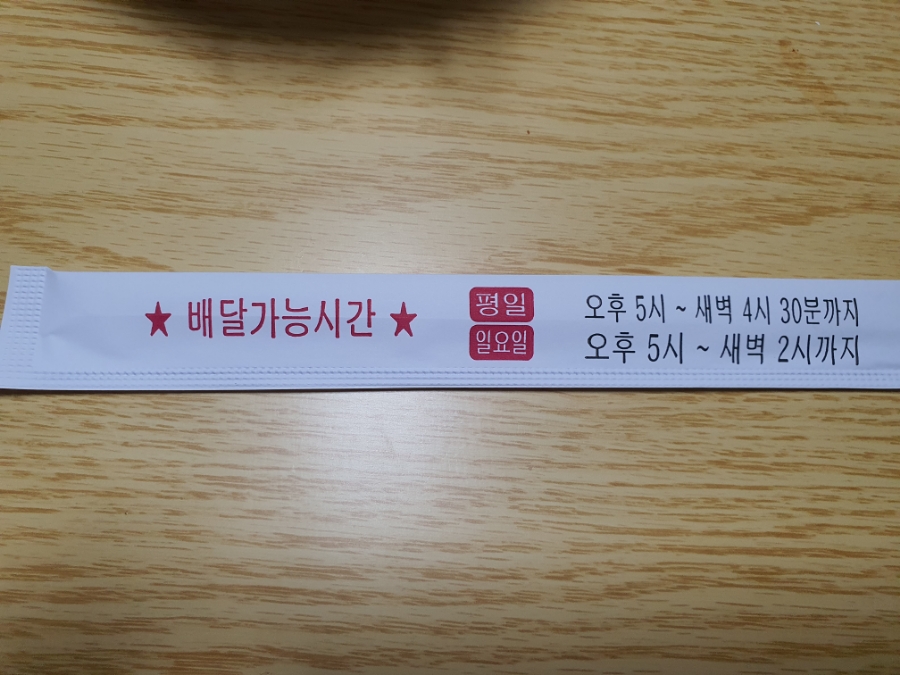 ★ 배달가능시간 ★
평일 오후 5시 ~ 새벽 4시 30분까지
일요일 오후 5시 ~ 새벽 2시까지